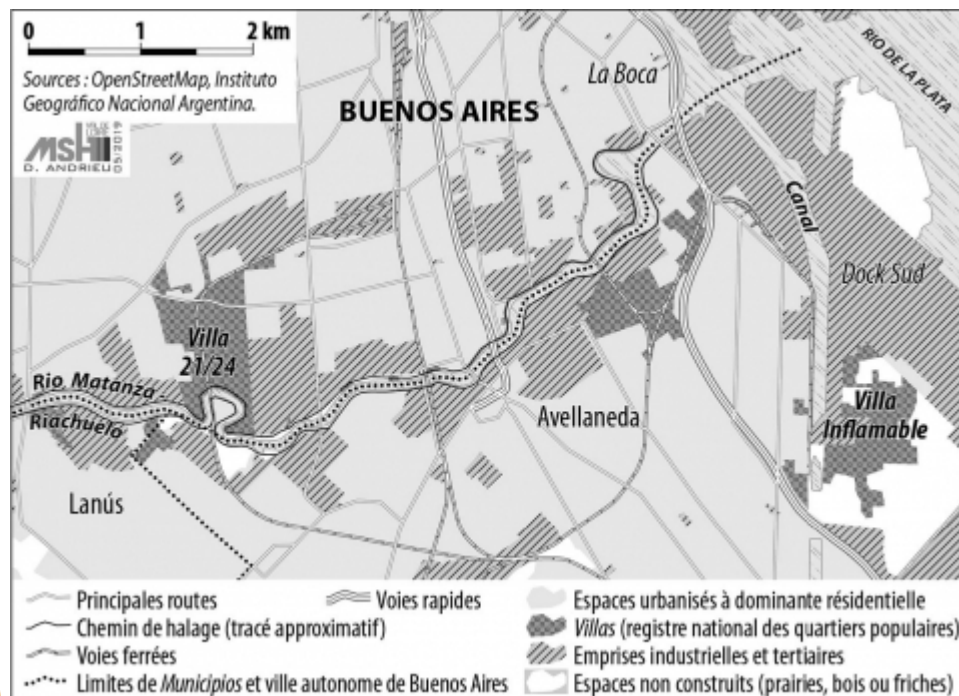 0 1 2 km
Sources : OpenStreetMap, Instituto
Geográfico Nacional Argentina.
MSH VAL DE LOIRE
D. ANDRIEU 05/2019
BUENOS AIRES
La Boca
RIO DE LA PLATA
Canal
Dock Sud
Villa
21/24
Rio Matanza
Riachuelo
Lanús
Avellaneda
Villa
Inflamable
Principales routes
Voies rapides
Chemin de halage (tracé approximatif)
Voies ferrées
Limites de Municipios et ville autonome de Buenos Aires
Espaces urbanisés à dominante résidentielle
Villas (registre national des quartiers populaires)
Emprises industrielles et tertiaires
Espaces non construits (prairies, bois ou friches)